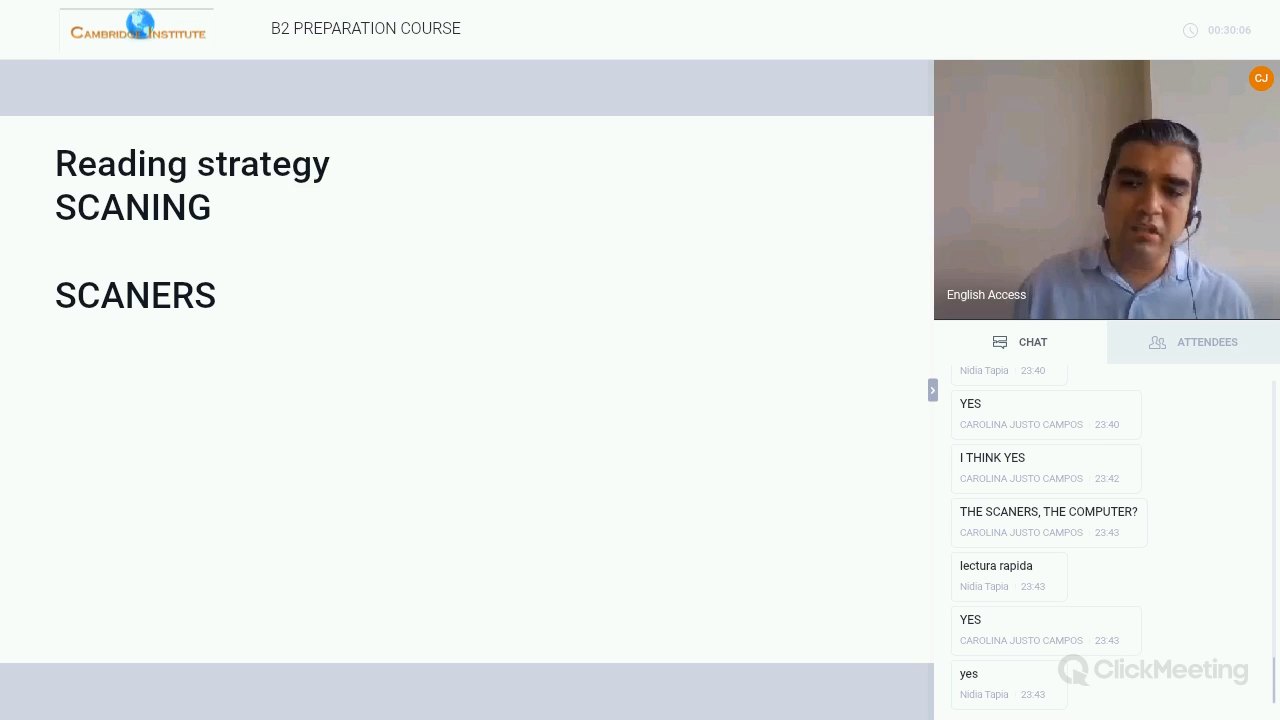 CAMBRIDGE INSTITUTE
B2 PREPARATION COURSE
00:30:06
Reading strategy
SCANING
SCANERS
CJ
English Access
CHAT
ATTENDEES
Nidia Tapia 23:40
YES
CAROLINA JUSTO CAMPOS 23:40
I THINK YES
CAROLINA JUSTO CAMPOS 23:42
THE SCANERS, THE COMPUTER?
CAROLINA JUSTO CAMPOS 23:43
lectura rapida
Nidia Tapia 23:43
YES
CAROLINA JUSTO CAMPOS 23:43
yes
Nidia Tapia 23:43
ClickMeeting